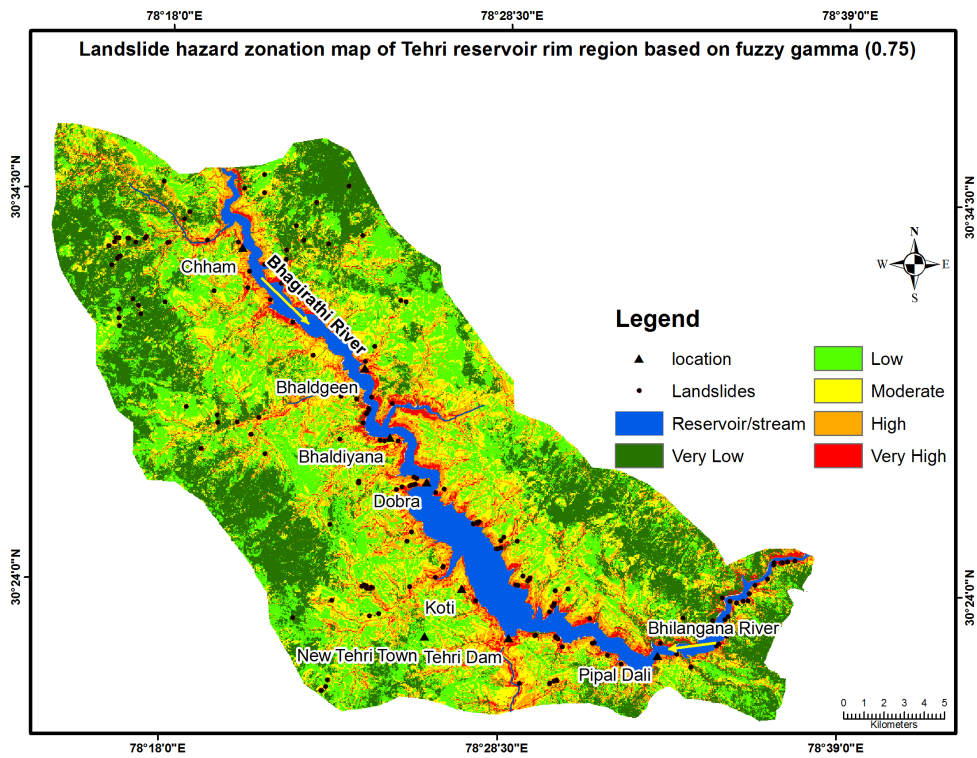 78°18'0"E 78°28'30"E 78°39'0"E
Landslide hazard zonation map of Tehri reservoir rim region based on fuzzy gamma (0.75)
30°34'30"N
30°34'30"N
N
W E
S
Chham
Bhagirathi River
Legend
location
Landslides
Reservoir/stream
Very Low
Low
Moderate
High
Very High
Bhaldgeen
Bhaldiyana
Dobra
30°24'0"N
30°24'0"N
Koti
Bhilangana River
New Tehri Town
Tehri Dam
Pipal Dali
0 1 2 3 4 5
Kilometers
78°18'0"E 78°28'30"E 78°39'0"E